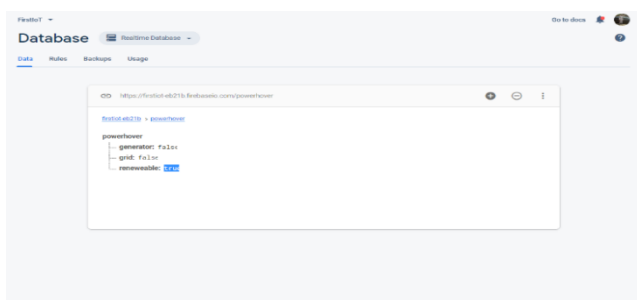 FirstIoT
Go to docs
Database
Realtime Database
Data Rules Backups Usage
https://firstiot-eb21b.firebaseio.com/powerhover
firstiot-eb21b > powerhover
powerhover
generator: false
grid: false
reneweable: true